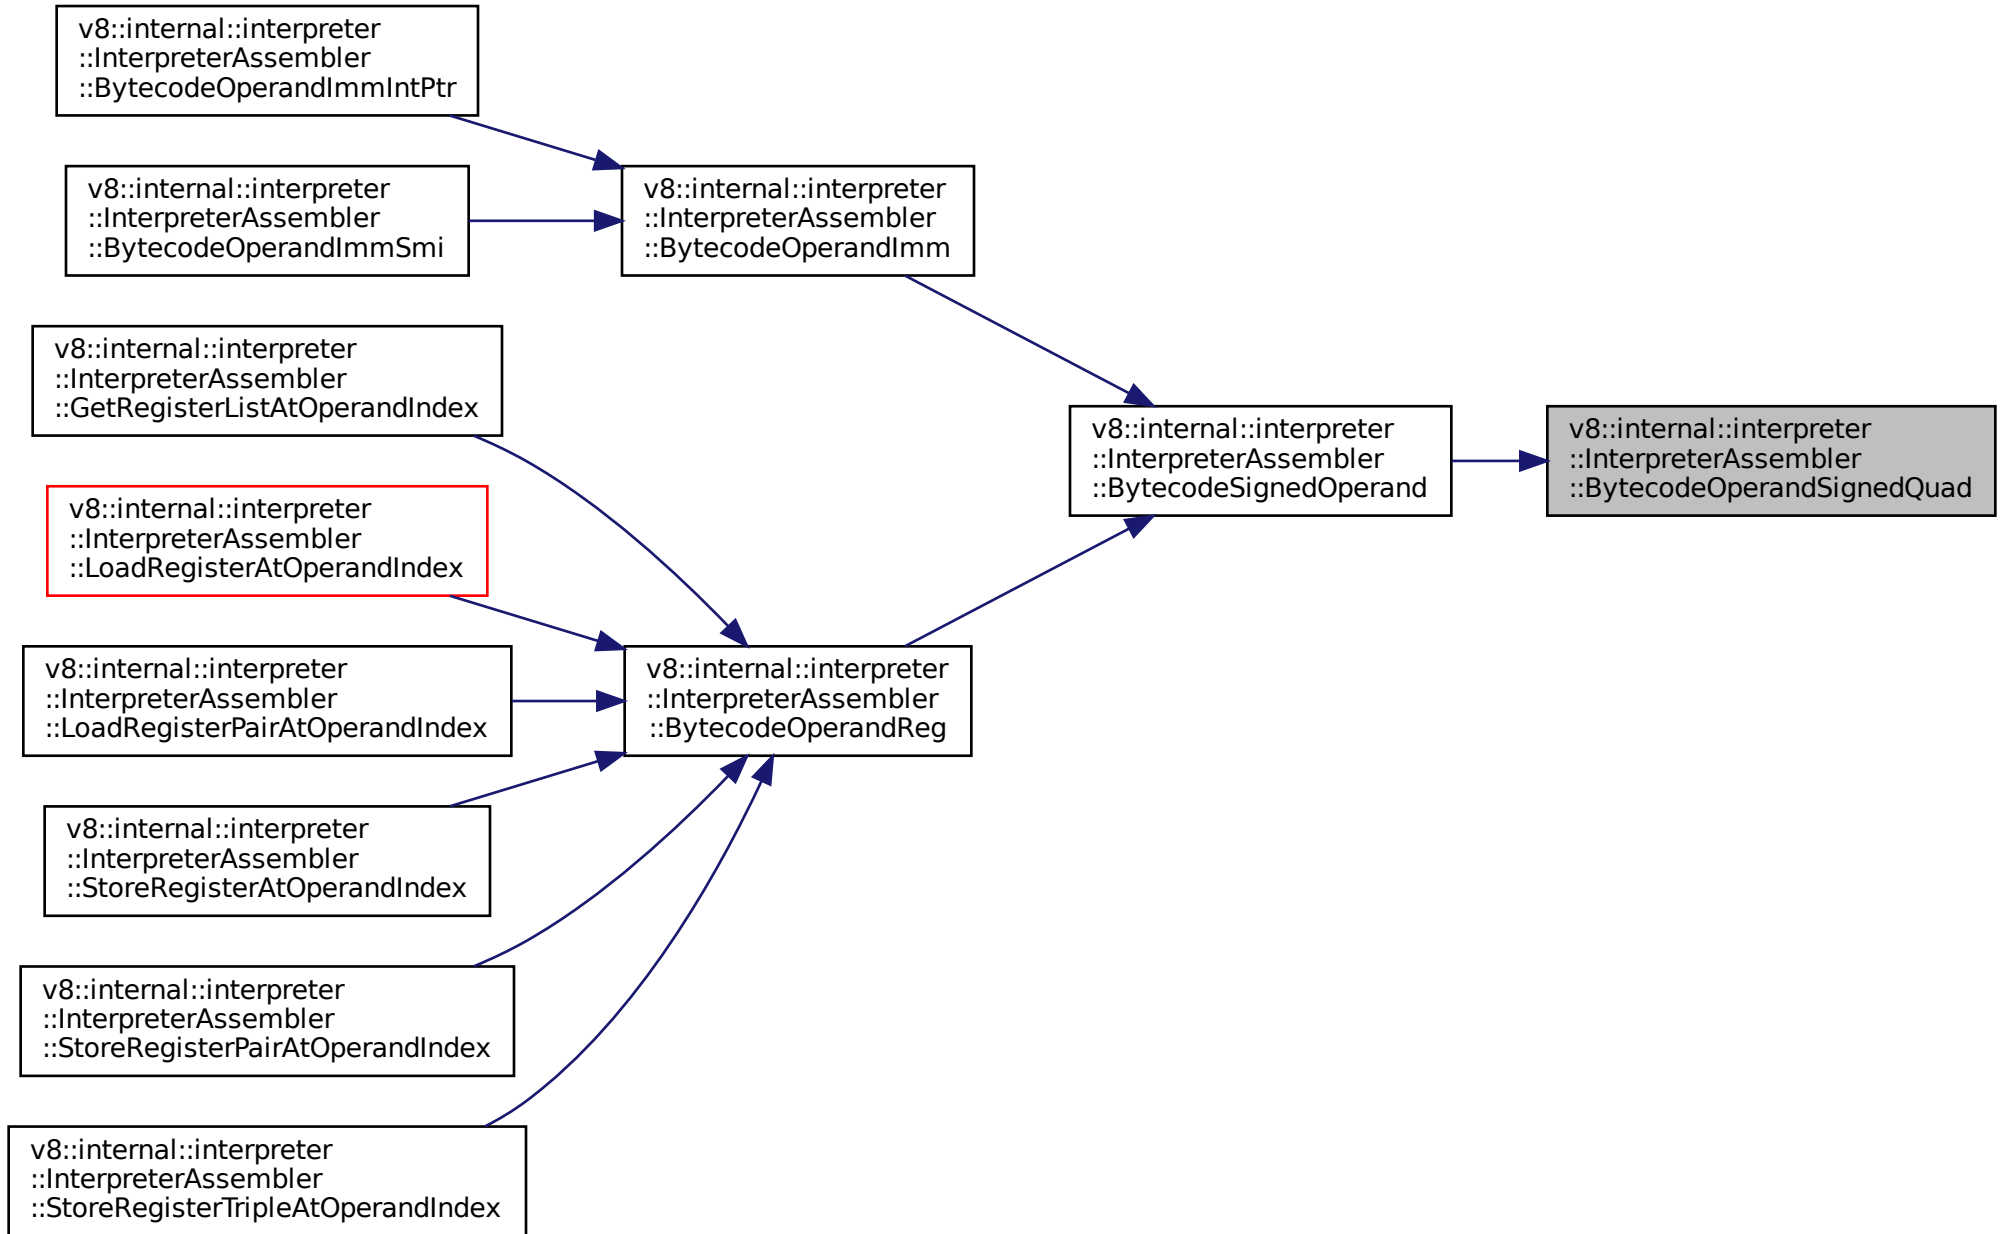 v8::internal::interpreter
::InterpreterAssembler
::BytecodeOperandImmIntPtr
v8::internal::interpreter
::InterpreterAssembler
::BytecodeOperandImmSmi
v8::internal::interpreter
::InterpreterAssembler
::BytecodeOperandImm
v8::internal::interpreter
::InterpreterAssembler
::GetRegisterListAtOperandIndex
v8::internal::interpreter
::InterpreterAssembler
::BytecodeSignedOperand
v8::internal::interpreter
::InterpreterAssembler
::BytecodeOperandSignedQuad
v8::internal::interpreter
::InterpreterAssembler
::LoadRegisterAtOperandIndex
v8::internal::interpreter
::InterpreterAssembler
::LoadRegisterPairAtOperandIndex
v8::internal::interpreter
::InterpreterAssembler
::BytecodeOperandReg
v8::internal::interpreter
::InterpreterAssembler
::StoreRegisterAtOperandIndex
v8::internal::interpreter
::InterpreterAssembler
::StoreRegisterPairAtOperandIndex
v8::internal::interpreter
::InterpreterAssembler
::StoreRegisterTripleAtOperandIndex